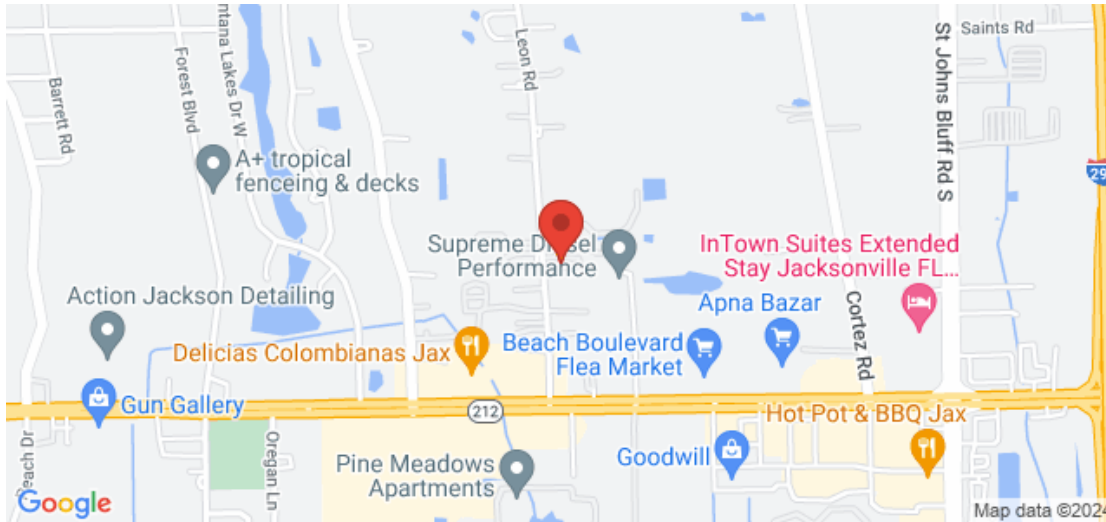 Saints Rd
St Johns Bluff Rd S
Leon Rd
ntana Lakes Dr W
Forest Blvd
Barrett Rd
29
A+ tropical
fenceing & decks
Supreme Diesel
Performance
InTown Suites Extended
Stay Jacksonville FL...
Action Jackson Detailing
Apna Bazar
Cortez Rd
Delicias Colombianas Jax
Beach Boulevard
Flea Market
Gun Gallery
212
Hot Pot & BBQ Jax
Beach Dr
Oregan Ln
Pine Meadows
Apartments
Goodwill
Google
Map data ©2024